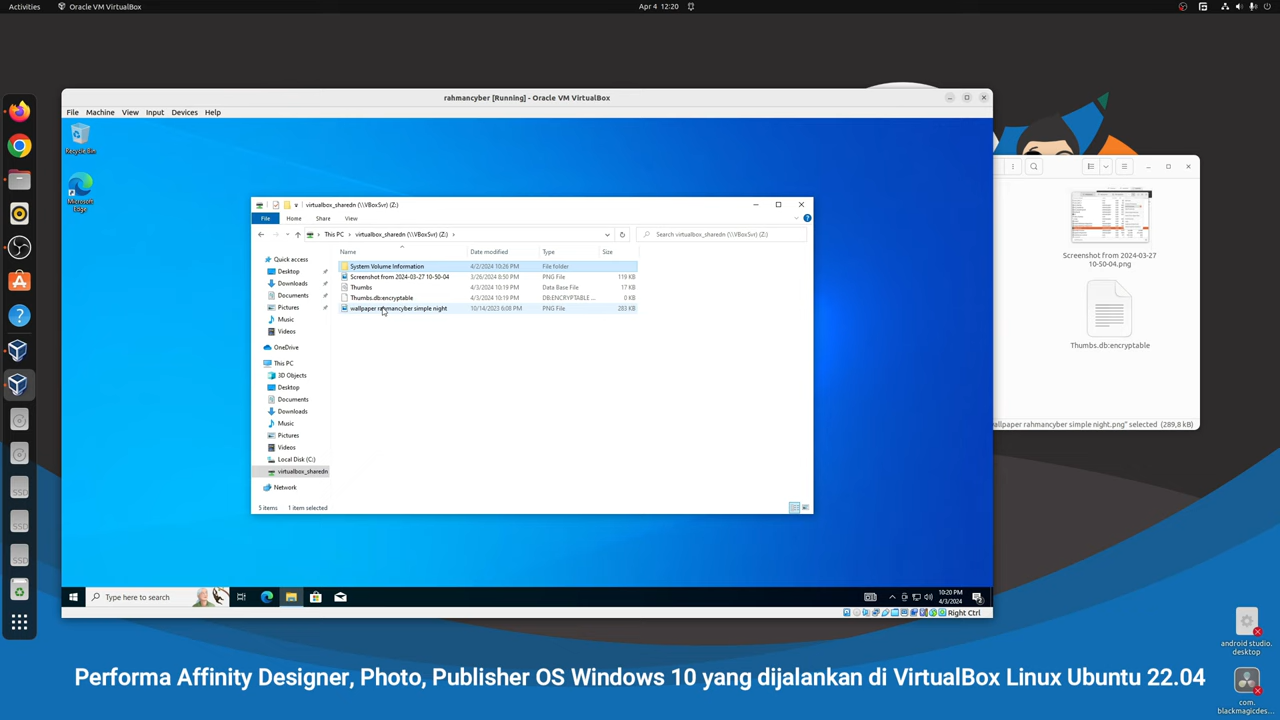 Activities
Oracle VM VirtualBox
Apr 4 12:20
rahmancyber [Running] - Oracle VM VirtualBox
File Machine View Input Devices Help
Recycle Bin
Microsoft
Edge
virtualbox_sharedn (\\VBoxSvr) (Z:)
File Home Share View
This PC
virtualbox_sharedn (\\VBoxSvr) (Z:)
Search virtualbox_sharedn (\\VBoxSvr) (Z:)
Name Date modified Type Size
System Volume Information 4/2/2024 10:26 PM File folder
Screenshot from 2024-03-27 10-50-04 3/26/2024 8:50 PM PNG File 119 KB
Thumbs 4/3/2024 10:19 PM Data Base File 17 KB
Thumbs.db:encryptable 4/3/2024 10:19 PM DB:ENCRYPTABLE ... 0 KB
wallpaper rahmancyber simple night 10/14/2023 6:08 PM PNG File 283 KB
Quick access
Desktop
Downloads
Documents
Pictures
Music
Videos
OneDrive
This PC
3D Objects
Desktop
Documents
Downloads
Music
Pictures
Videos
Local Disk (C:)
virtualbox_sharedn
Network
5 items 1 item selected
Type here to search
10:20 PM
4/3/2024
Right Ctrl
Screenshot from 2024-03-27
10-50-04.png
Thumbs.db:encryptable
allpaper rahmancyber simple night.png" selected (289,8 kB)
SSD
SSD
SSD
android studio.
desktop
com.
blackmagicdes...
Performa Affinity Designer, Photo, Publisher OS Windows 10 yang dijalankan di VirtualBox Linux Ubuntu 22.04